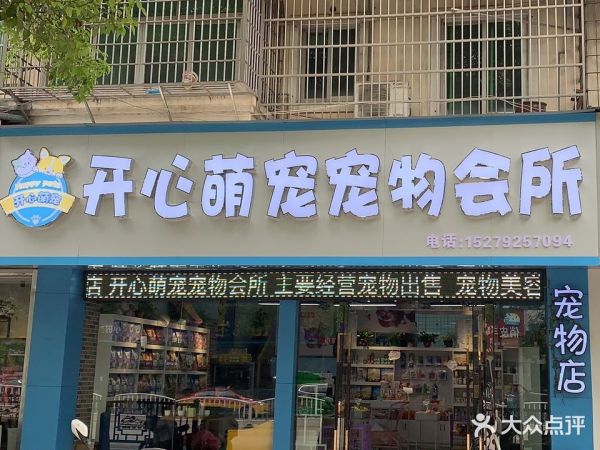 开心萌宠宠物会所
Happy pets
开心萌宠
电话:15279257094
店 开心萌宠宠物会所 主要经营宠物出售 宠物美容
宠物店
大众点评